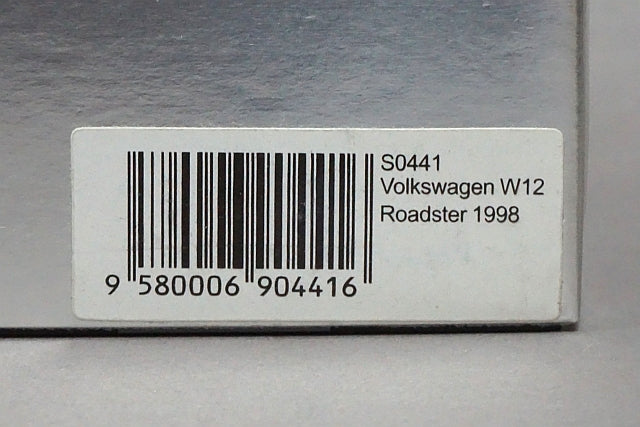 S0441
Volkswagen W12
Roadster 1998
9 580006 904416